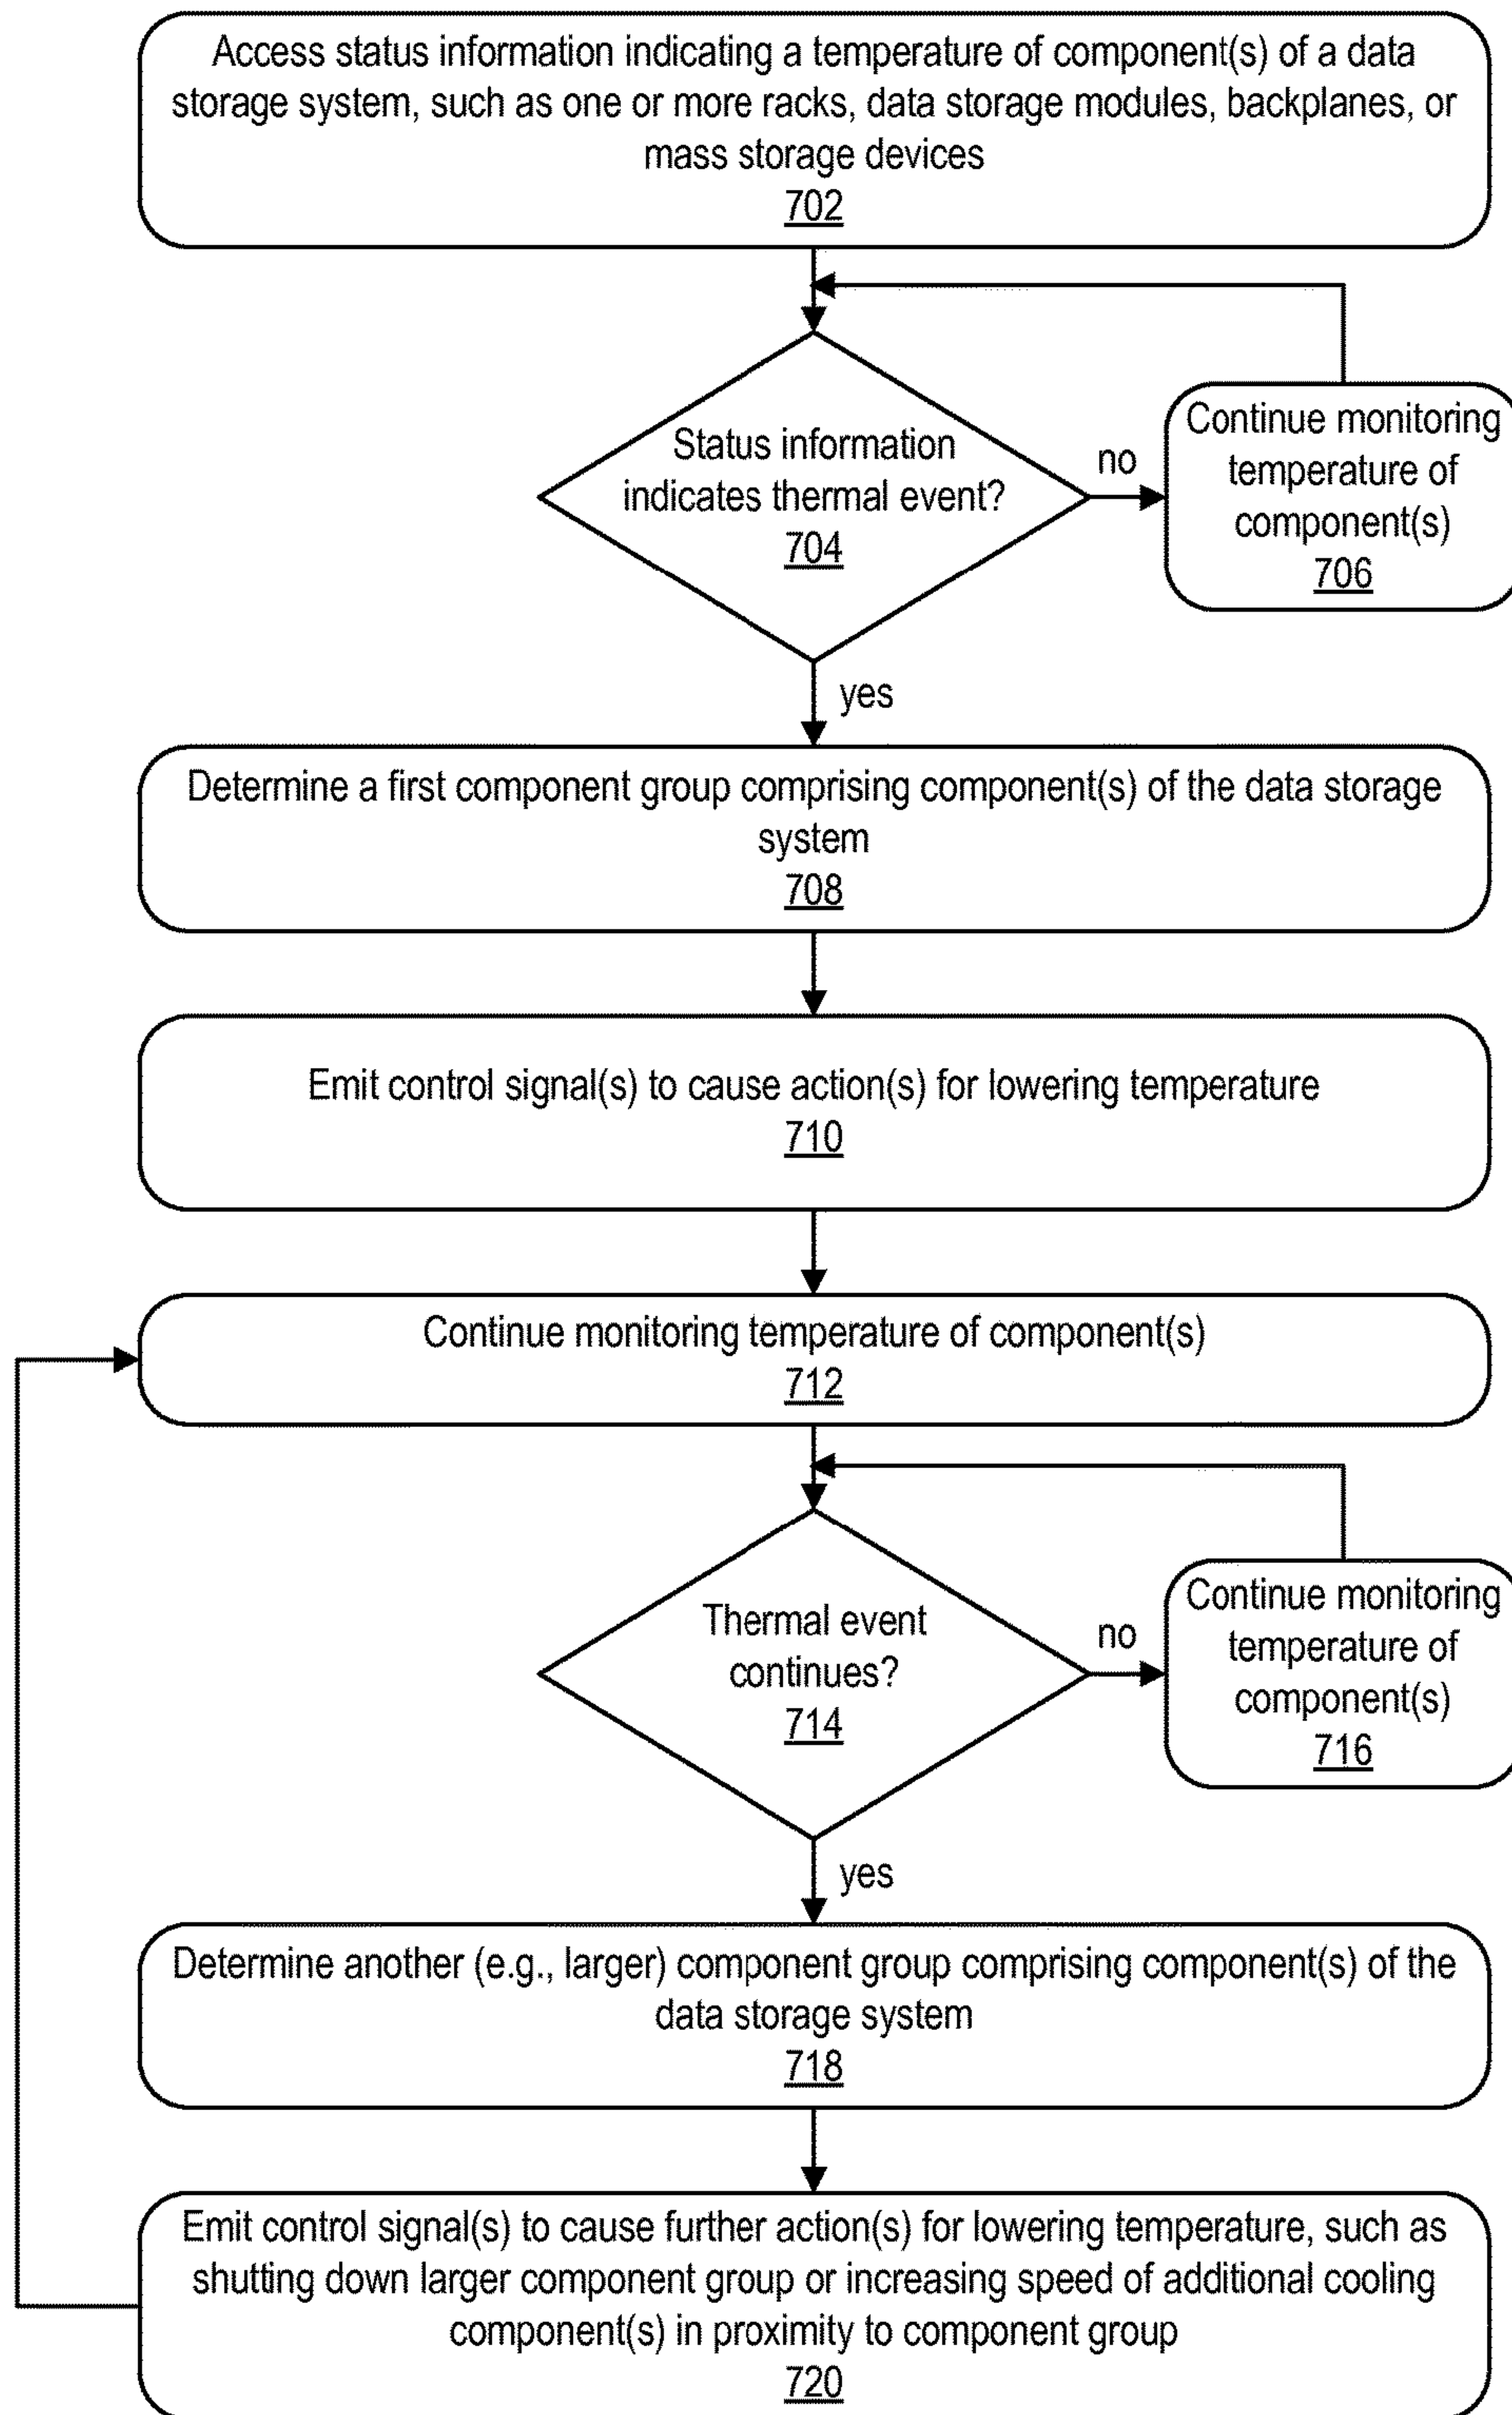 Access status information indicating a temperature of component(s) of a data
storage system, such as one or more racks, data storage modules, backplanes, or
mass storage devices
702
Status information
indicates thermal event?
704
no
Continue monitoring
temperature of
component(s)
706
yes
Determine a first component group comprising component(s) of the data storage
system
708
Emit control signal(s) to cause action(s) for lowering temperature
710
Continue monitoring temperature of component(s)
712
Thermal event
continues?
714
no
Continue monitoring
temperature of
component(s)
716
yes
Determine another (e.g., larger) component group comprising component(s) of the
data storage system
718
Emit control signal(s) to cause further action(s) for lowering temperature, such as
shutting down larger component group or increasing speed of additional cooling
component(s) in proximity to component group
720